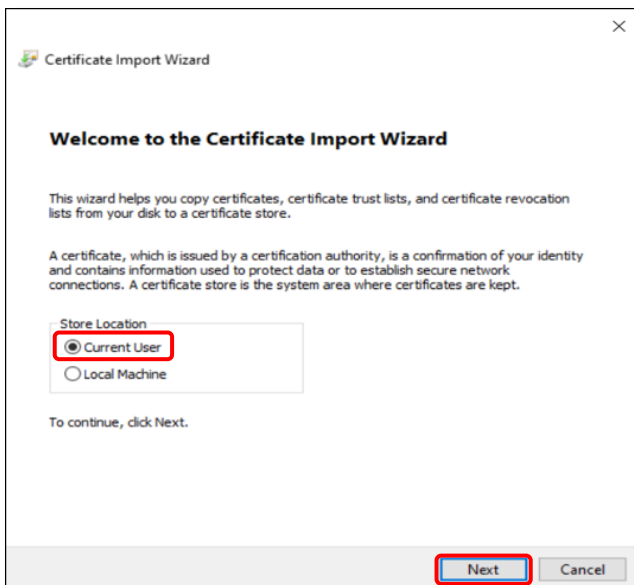 Certificate Import Wizard
Welcome to the Certificate Import Wizard
This wizard helps you copy certificates, certificate trust lists, and certificate revocation
lists from your disk to a certificate store.
A certificate, which is issued by a certification authority, is a confirmation of your identity
and contains information used to protect data or to establish secure network
connections. A certificate store is the system area where certificates are kept.
Store Location
Current User
Local Machine
To continue, click Next.
Next Cancel